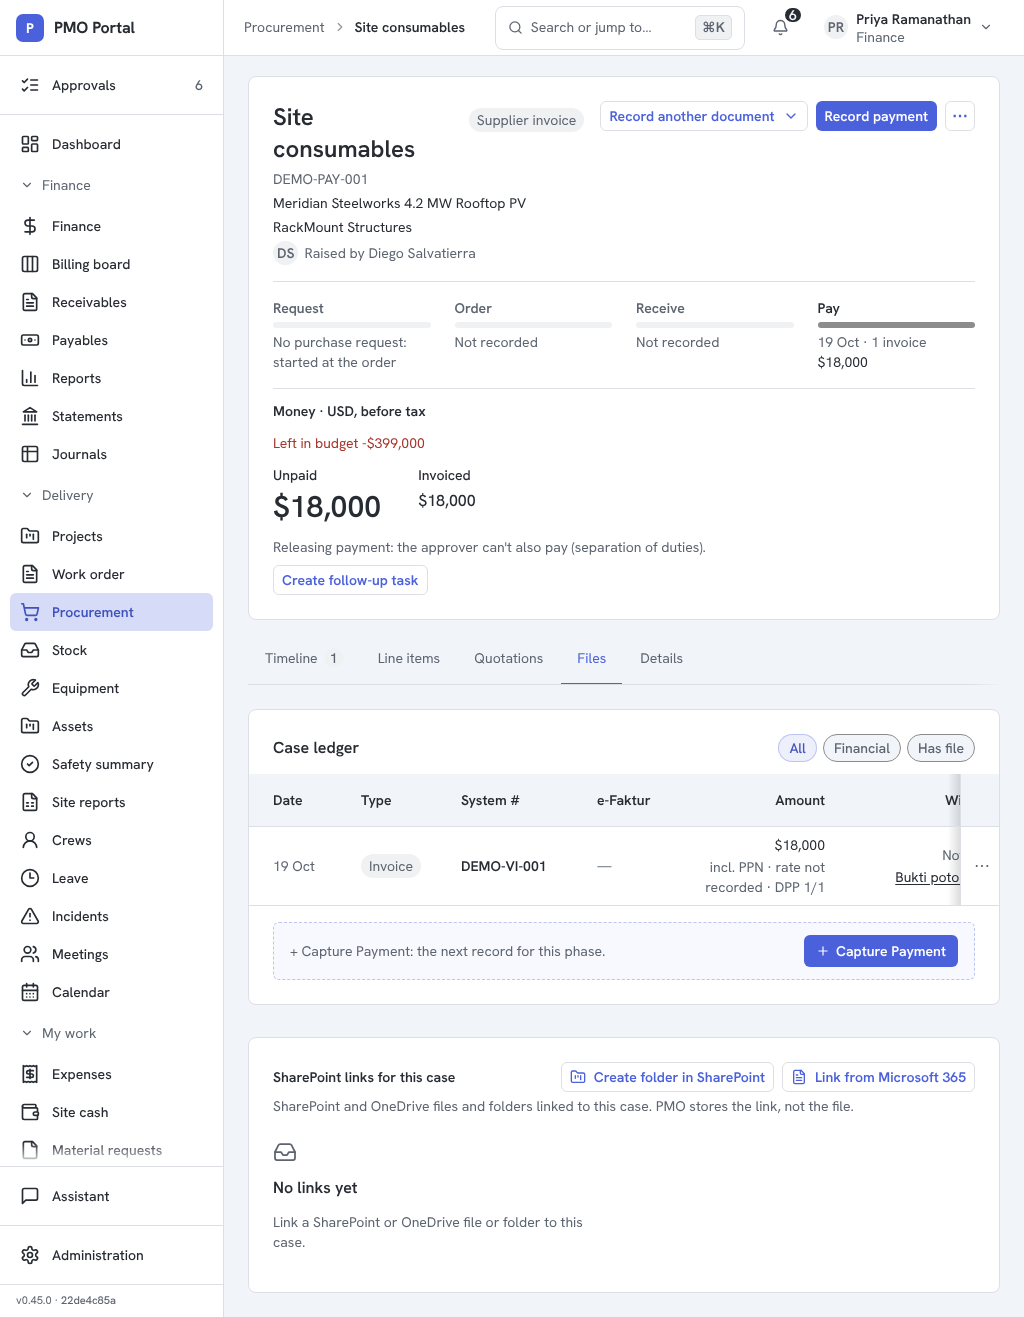 P PMO Portal
Procurement > Site consumables
Search or jump to... ⌘K
6
PR Priya Ramanathan
Finance
Approvals 6
Dashboard
Finance
Finance
Billing board
Receivables
Payables
Reports
Statements
Journals
Delivery
Projects
Work order
Procurement
Stock
Equipment
Assets
Safety summary
Site reports
Crews
Leave
Incidents
Meetings
Calendar
My work
Expenses
Site cash
Material requests
Assistant
Administration
v0.45.0 · 22de4c85a
Site consumables
Supplier invoice
Record another document
Record payment
DEMO-PAY-001
Meridian Steelworks 4.2 MW Rooftop PV
RackMount Structures
DS Raised by Diego Salvatierra
Request
No purchase request:
started at the order
Order
Not recorded
Receive
Not recorded
Pay
19 Oct · 1 invoice
$18,000
Money · USD, before tax
Left in budget -$399,000
Unpaid
$18,000
Invoiced
$18,000
Releasing payment: the approver can't also pay (separation of duties).
Create follow-up task
Timeline 1
Line items
Quotations
Files
Details
Case ledger
All
Financial
Has file
Date Type System # e-Faktur Amount Wi
19 Oct Invoice DEMO-VI-001 — $18,000
incl. PPN · rate not
recorded · DPP 1/1
No
Bukti poto
+ Capture Payment: the next record for this phase.
+ Capture Payment
SharePoint links for this case
Create folder in SharePoint
Link from Microsoft 365
SharePoint and OneDrive files and folders linked to this case. PMO stores the link, not the file.
No links yet
Link a SharePoint or OneDrive file or folder to this
case.